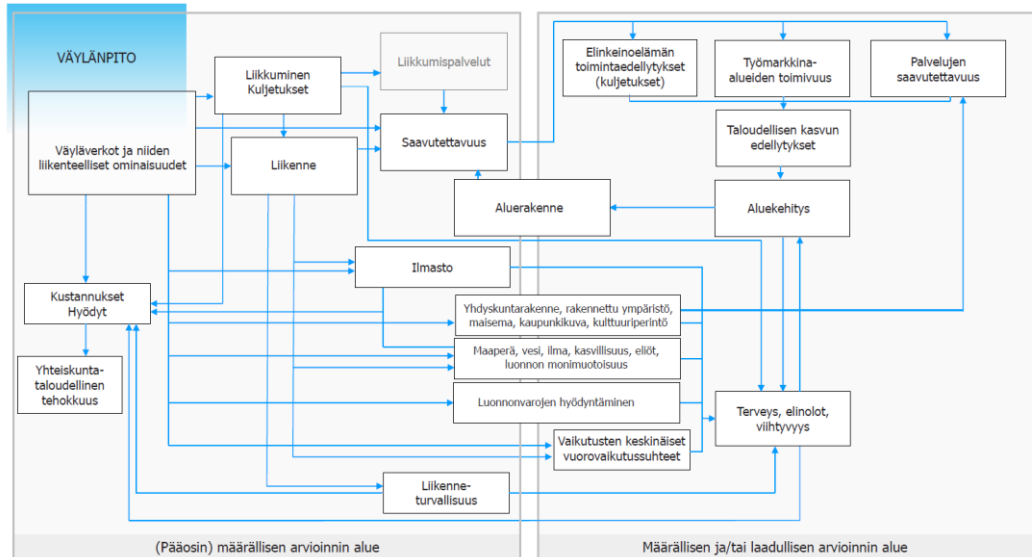 VÄYLÄNPITO
Väyläverkot ja niiden
liikenteelliset ominaisuudet
Liikkuminen
Kuljetukset
Liikkumispalvelut
Liikenne
Saavutettavuus
Aluerakenne
Ilmasto
Kustannukset
Hyödyt
Yhteiskunta-
taloudellinen
tehokkuus
Yhdyskuntarakenne, rakennettu ympäristö,
maisema, kaupunkikuva, kulttuuriperintö
Maaperä, vesi, ilma, kasvillisuus, eliöt,
luonnon monimuotoisuus
Luonnonvarojen hyödyntäminen
Vaikutusten keskinäiset
vuorovaikutussuhteet
Liikenne-
turvallisuus
Elinkeinoelämän
toimintaedellytykset
(kuljetukset)
Työmarkkina-
alueiden toimivuus
Palvelujen
saavutettavuus
Taloudellisen kasvun
edellytykset
Aluekehitys
Terveys, elinolot,
viihtyvyys
(Pääosin) määrällisen arvioinnin alue
Määrällisen ja/tai laadullisen arvioinnin alue